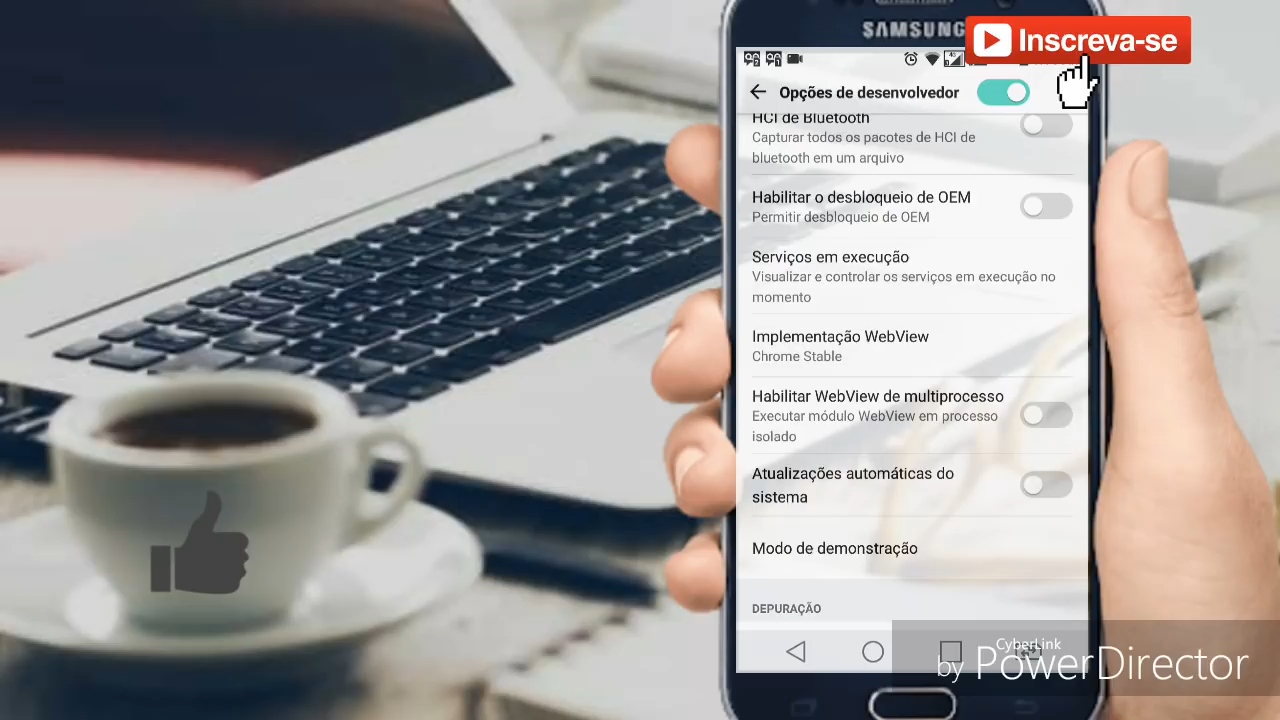 SAMSUNG
Inscreva-se
Opções de desenvolvedor
HCI de Bluetooth
Capturar todos os pacotes de HCI de
bluetooth em um arquivo
Habilitar o desbloqueio de OEM
Permitir desbloqueio de OEM
Serviços em execução
Visualizar e controlar os serviços em execução no
momento
Implementação WebView
Chrome Stable
Habilitar WebView de multiprocesso
Executar módulo WebView em processo
isolado
Atualizações automáticas do
sistema
Modo de demonstração
DEPURAÇÃO
CyberLink
by PowerDirector